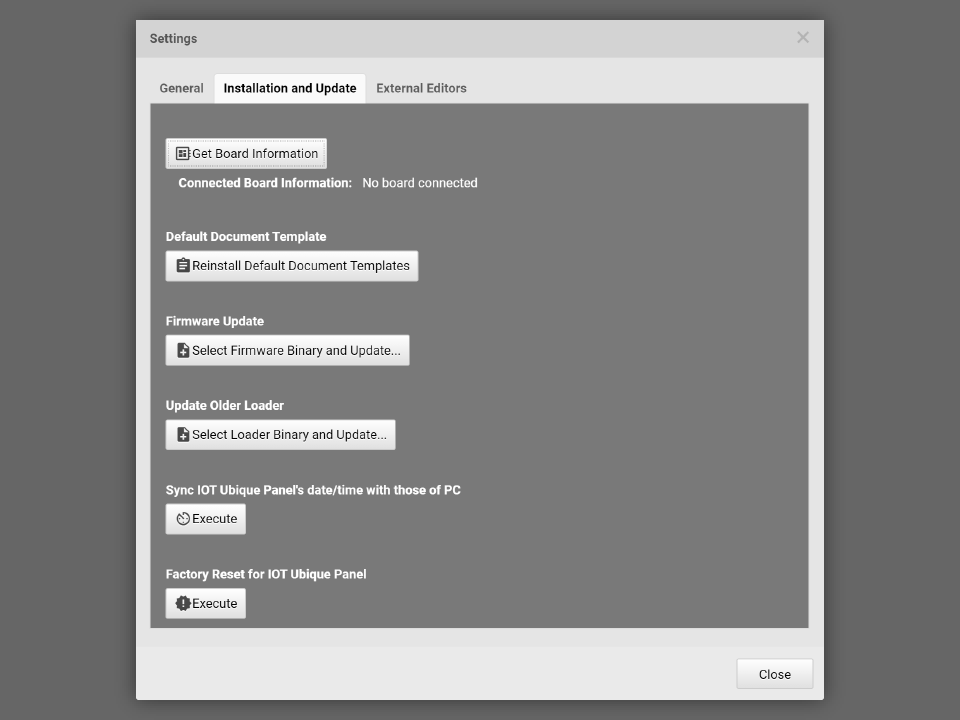 Settings
General Installation and Update External Editors
Get Board Information
Connected Board Information: No board connected
Default Document Template
Reinstall Default Document Templates
Firmware Update
Select Firmware Binary and Update...
Update Older Loader
Select Loader Binary and Update...
Sync IOT Ubique Panel's date/time with those of PC
Execute
Factory Reset for IOT Ubique Panel
Execute
Close